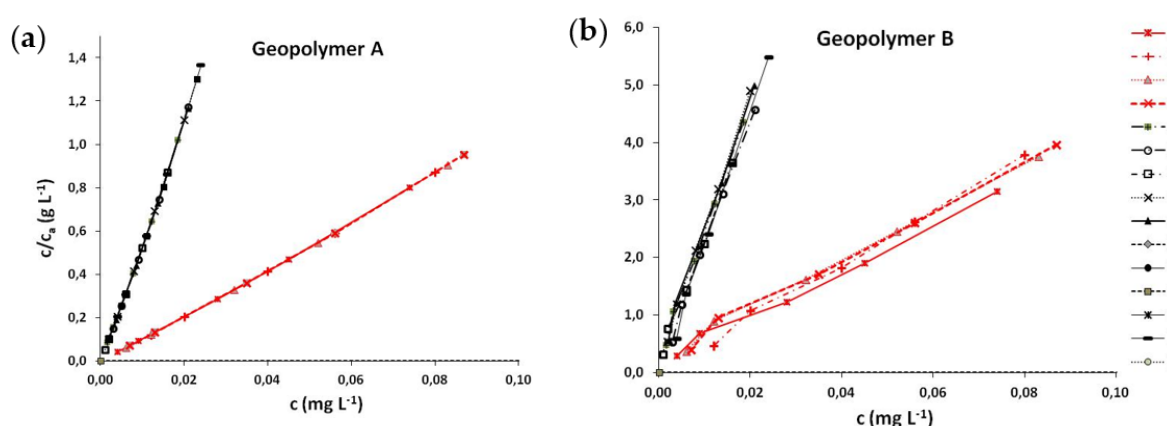 (a)
Geopolymer A
c/cₐ (g L⁻¹)
1,4
1,2
1,0
0,8
0,6
0,4
0,2
0,0
0,00 0,02 0,04 0,06 0,08 0,10
c (mg L⁻¹)
(b)
Geopolymer B
6,0
5,0
4,0
3,0
2,0
1,0
0,0
0,00 0,02 0,04 0,06 0,08 0,10
c (mg L⁻¹)